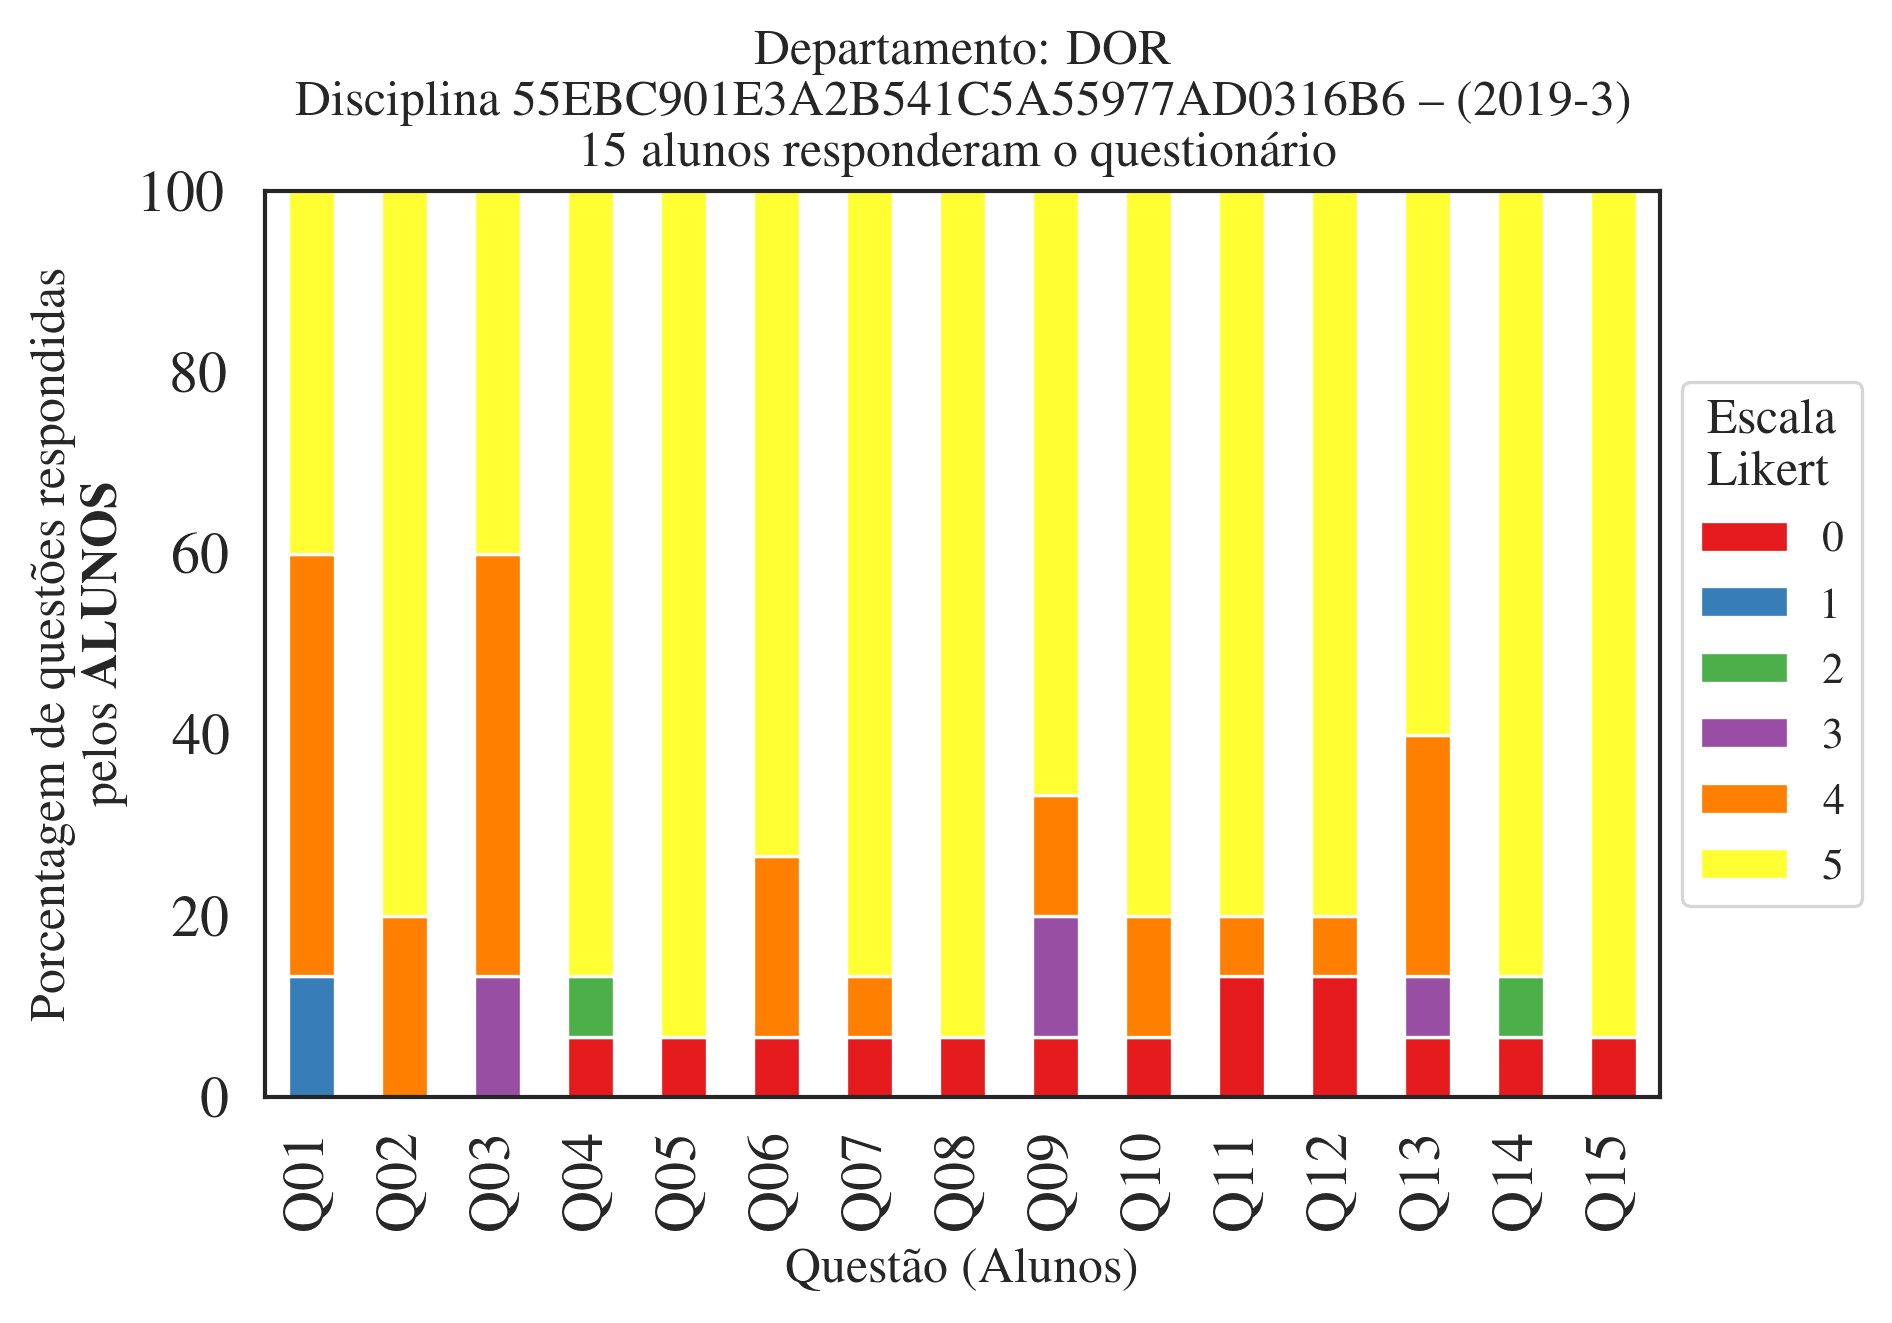 Departamento: DOR
Disciplina 55EBC901E3A2B541C5A55977AD0316B6 – (2019-3)
15 alunos responderam o questionário
Porcentagem de questões respondidas
pelos ALUNOS
100
80
60
40
20
0
Q01
Q02
Q03
Q04
Q05
Q06
Q07
Q08
Q09
Q10
Q11
Q12
Q13
Q14
Q15
Questão (Alunos)
Escala
Likert
0
1
2
3
4
5